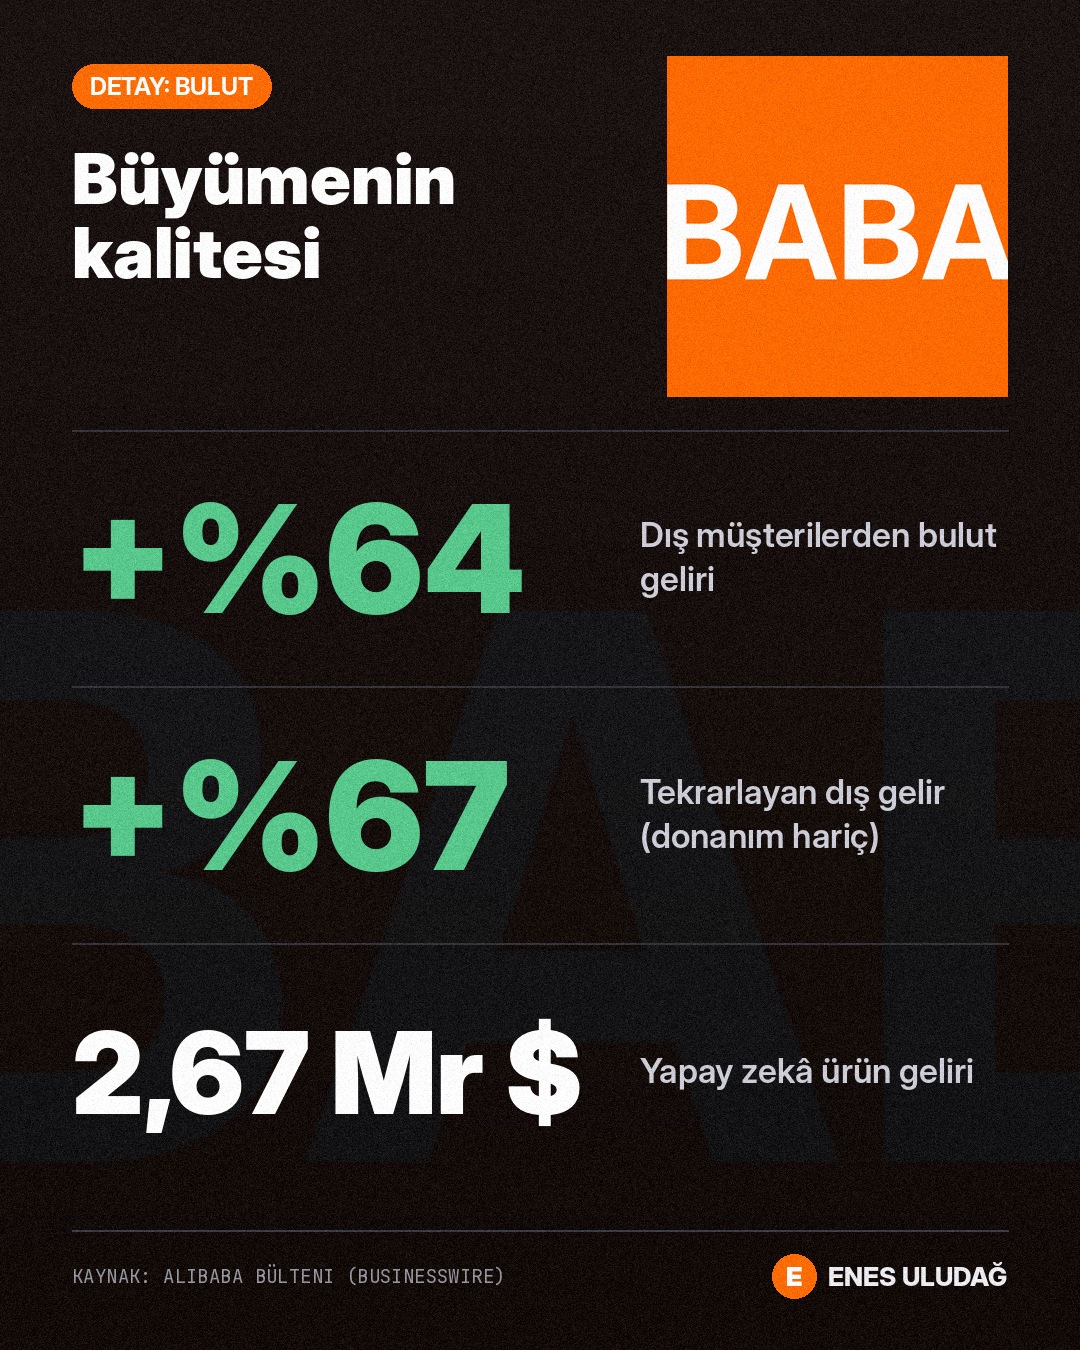 DETAY: BULUT
Büyümenin
kalitesi
BABA
+%64
Dış müşterilerden bulut
geliri
+%67
Tekrarlayan dış gelir
(donanım hariç)
2,67 Mr $
Yapay zekâ ürün geliri
KAYNAK: ALIBABA BÜLTENI (BUSINESSWIRE)
E ENES ULUDAĞ